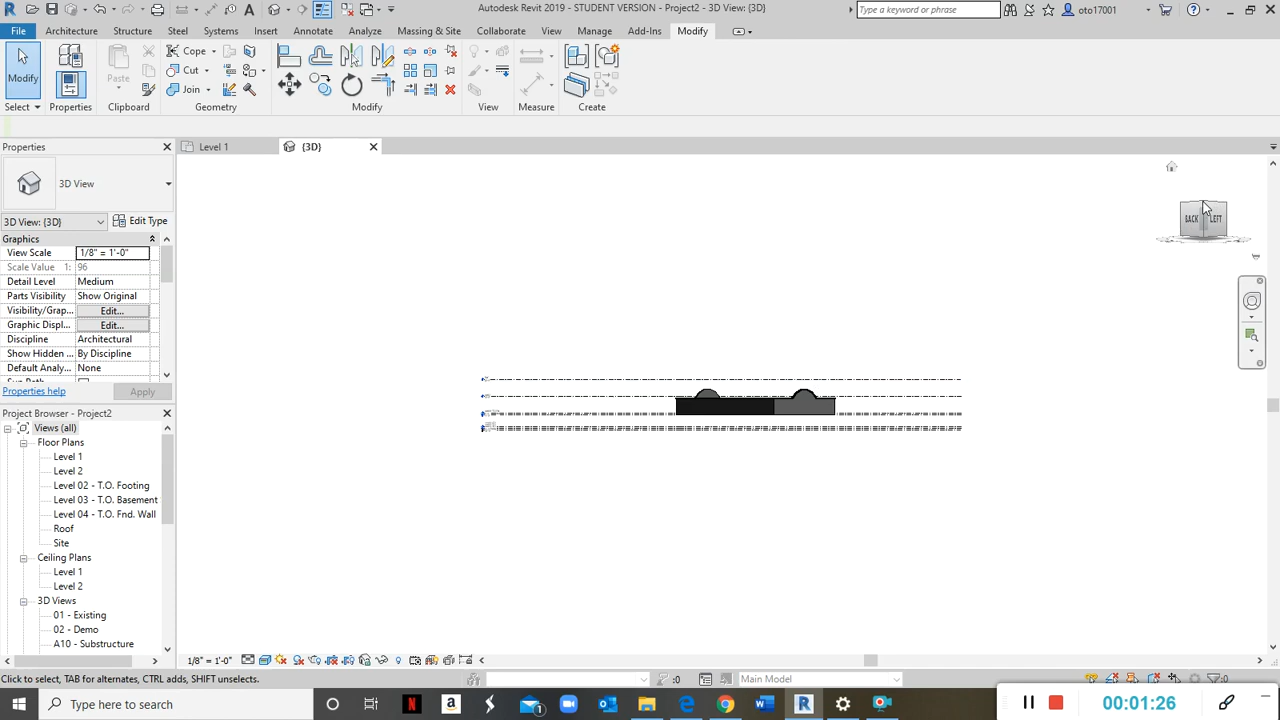 Autodesk Revit 2019 - STUDENT VERSION - Project2 - 3D View: {3D}
Type a keyword or phrase
oto17001
File Architecture Structure Steel Systems Insert Annotate Analyze Massing & Site Collaborate View Manage Add-Ins Modify
Modify
Paste
Cope
Cut
Join
Select Properties Clipboard Geometry Modify View Measure Create
Properties
Level 1
{3D}
3D View
3D View: {3D}
Edit Type
Graphics
View Scale 1/8" = 1'-0"
Scale Value 1: 96
Detail Level Medium
Parts Visibility Show Original
Visibility/Grap... Edit...
Graphic Displ... Edit...
Discipline Architectural
Show Hidden ... By Discipline
Default Analy... None
Properties help
Apply
BACK LEFT
Project Browser - Project2
Views (all)
Floor Plans
Level 1
Level 2
Level 02 - T.O. Footing
Level 03 - T.O. Basement
Level 04 - T.O. Fnd. Wall
Roof
Site
Ceiling Plans
Level 1
Level 2
3D Views
01 - Existing
02 - Demo
A10 - Substructure
1/8" = 1'-0"
Click to select, TAB for alternates, CTRL adds, SHIFT unselects.
:0
Main Model
:0
Type here to search
00:01:26